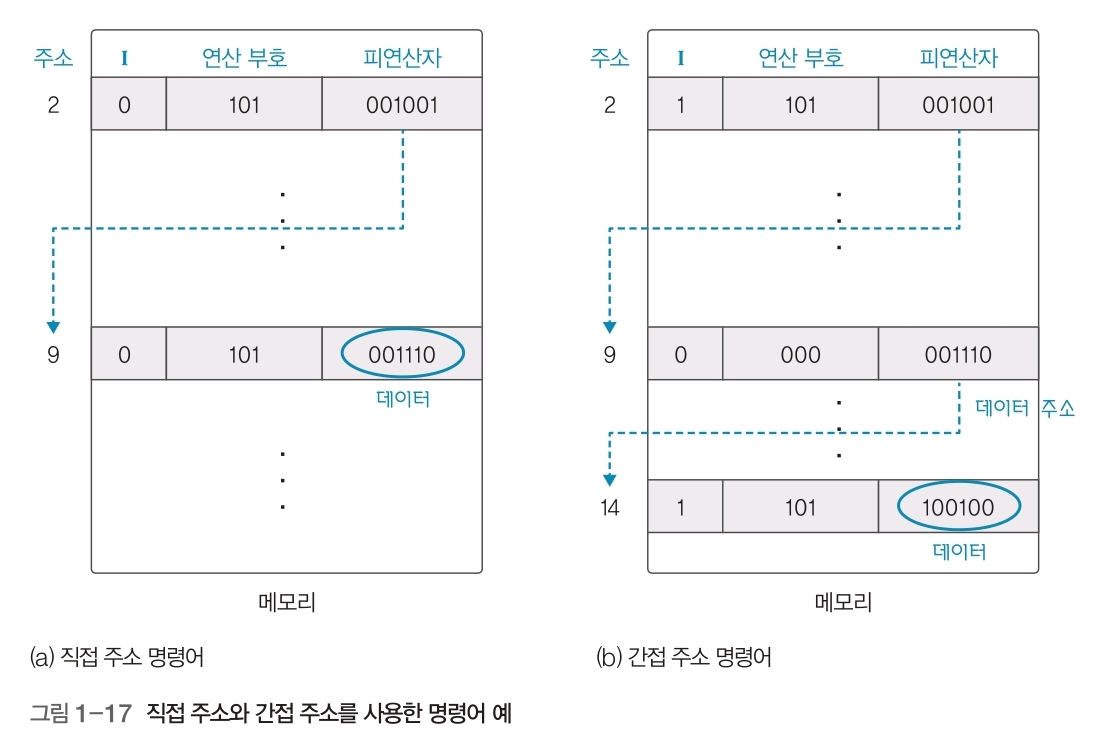 주소 I 연산 부호 피연산자
2 0 101 001001
9 0 101 001110
데이터
메모리
(a) 직접 주소 명령어
주소 I 연산 부호 피연산자
2 1 101 001001
9 0 000 001110
데이터 주소
14 1 101 100100
데이터
메모리
(b) 간접 주소 명령어
그림 1-17 직접 주소와 간접 주소를 사용한 명령어 예